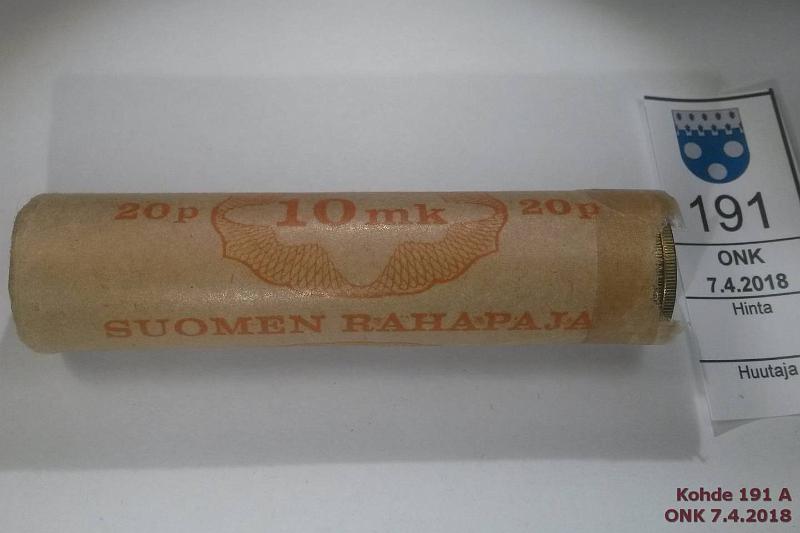 20p 10mk 20p
SUOMEN RAHAPAJA
191
ONK
7.4.2018
Hinta
Huutaja
Kohde 191 A
ONK 7.4.2018